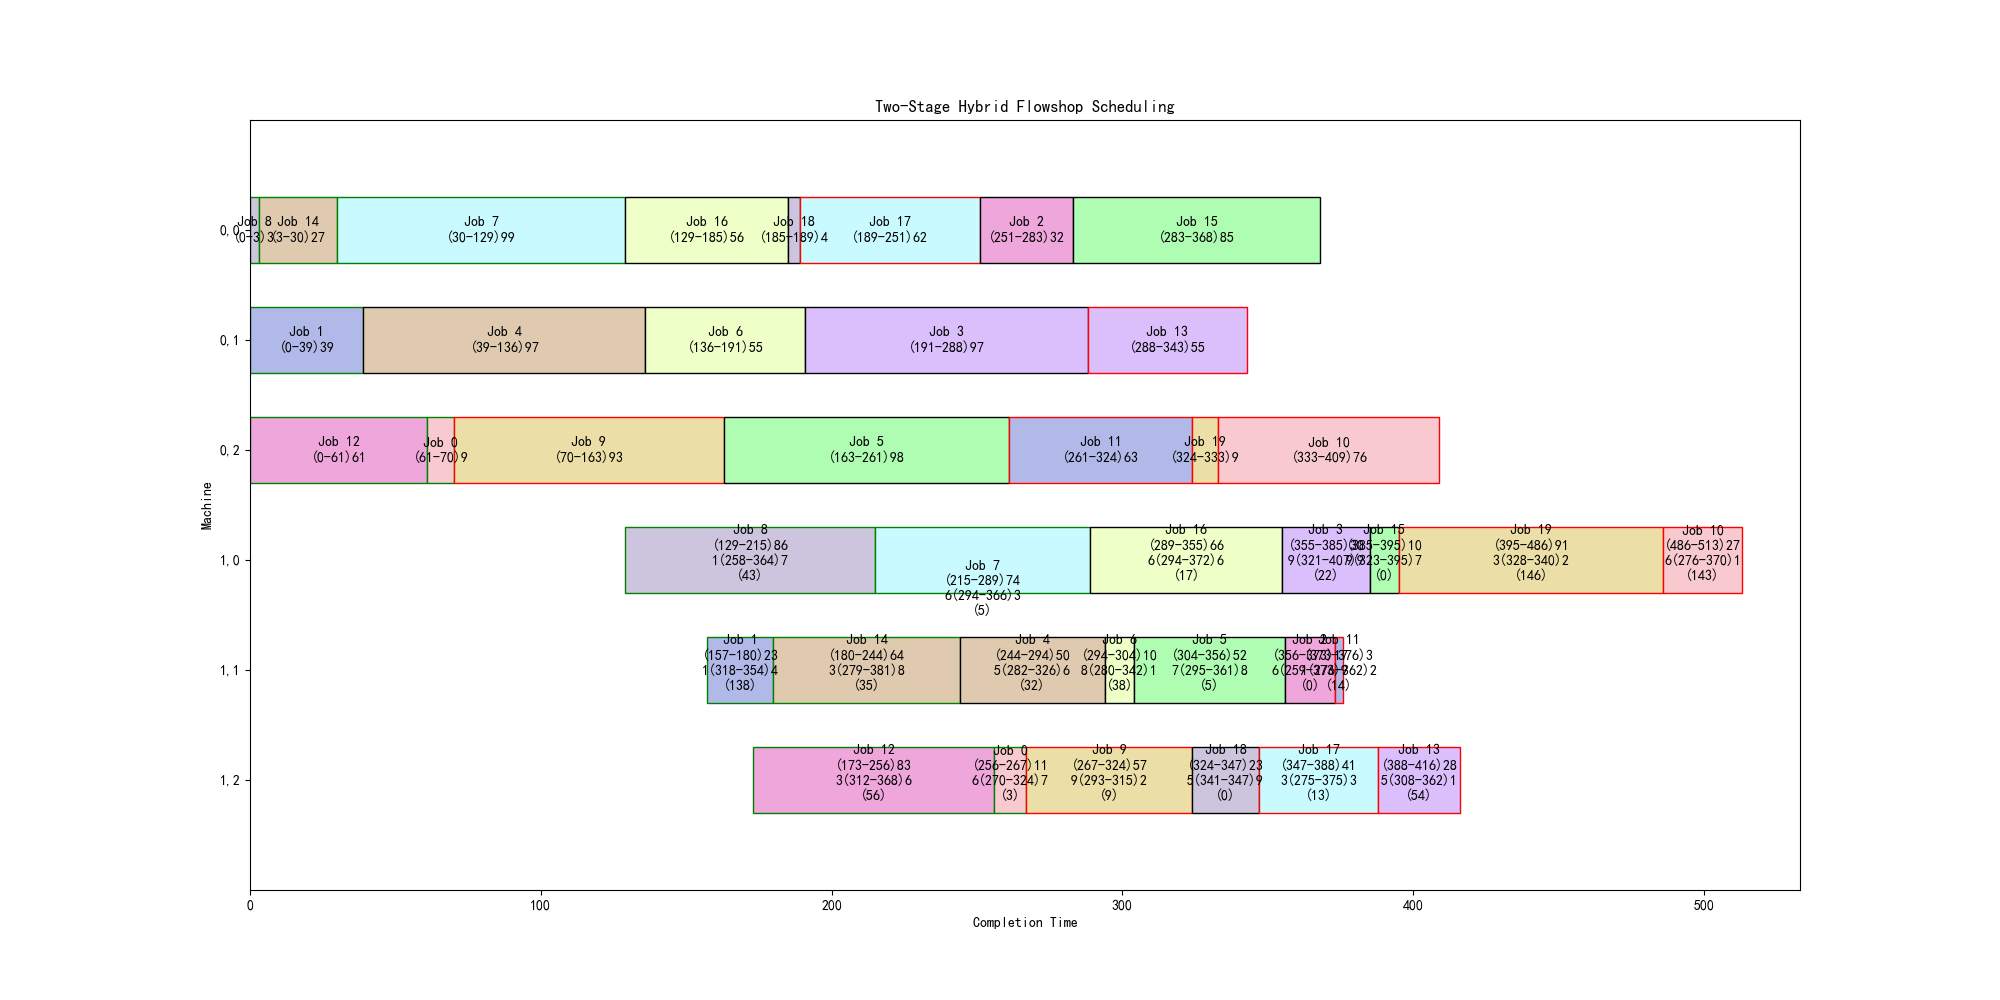 Two-Stage Hybrid Flowshop Scheduling
Machine
0,0
Job 8
(0-3)3
Job 14
(3-30)27
Job 7
(30-129)99
Job 16
(129-185)56
Job 18
(185-189)4
Job 17
(189-251)62
Job 2
(251-283)32
Job 15
(283-368)85
0,1
Job 1
(0-39)39
Job 4
(39-136)97
Job 6
(136-191)55
Job 3
(191-288)97
Job 13
(288-343)55
0,2
Job 12
(0-61)61
Job 0
(61-70)9
Job 9
(70-163)93
Job 5
(163-261)98
Job 11
(261-324)63
Job 19
(324-333)9
Job 10
(333-409)76
1,0
Job 8
(129-215)86
1(258-364)7
(43)
Job 7
(215-289)74
6(294-366)3
(5)
Job 16
(289-355)66
6(294-372)6
(17)
Job 3
(355-385)30
9(321-407)9
(22)
Job 15
(385-395)10
(0)
Job 19
(395-486)91
3(328-340)2
(146)
Job 10
(486-513)27
6(276-370)1
(143)
1,1
Job 1
(157-180)23
1(318-354)4
(138)
Job 14
(180-244)64
3(279-381)8
(35)
Job 4
(244-294)50
5(282-326)6
(32)
Job 6
(294-304)10
8(280-342)1
(38)
Job 5
(304-356)52
7(295-361)8
(5)
Job 2
(356-373)17
(0)
Job 11
(373-376)3
(14)
1,2
Job 12
(173-256)83
3(312-368)6
(56)
Job 0
(256-267)11
6(270-324)7
(3)
Job 9
(267-324)57
9(293-315)2
(9)
Job 18
(324-347)23
5(341-347)9
(0)
Job 17
(347-388)41
3(275-375)3
(13)
Job 13
(388-416)28
5(308-362)1
(54)
0
100
200
300
400
500
Completion Time